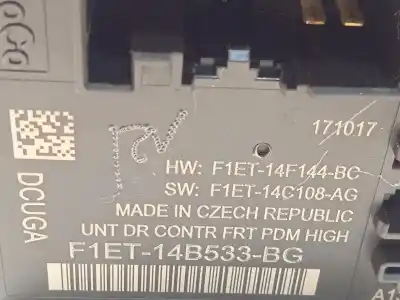 171017
HW: F1ET-14F144-BC
SW: F1ET-14C108-AG
MADE IN CZECH REPUBLIC
UNT DR CONTR FRT PDM HIGH
F1ET-14B533-BG
DCUGA